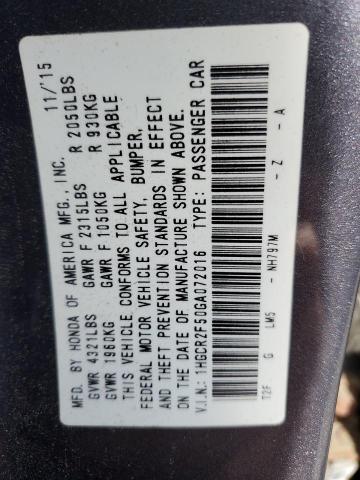 MFD. BY HONDA OF AMERICA MFG., INC. 11/15
GVWR 4321LBS GAWR F 2315LBS R 2050LBS
GVWR 1960KG GAWR F 1050KG R 930KG
THIS VEHICLE CONFORMS TO ALL APPLICABLE
FEDERAL MOTOR VEHICLE SAFETY, BUMPER,
AND THEFT PREVENTION STANDARDS IN EFFECT
ON THE DATE OF MANUFACTURE SHOWN ABOVE.
V.I.N.: 1HGCR2F50GA072016 TYPE: PASSENGER CAR
T2F G LM5 - NH797M - Z - A